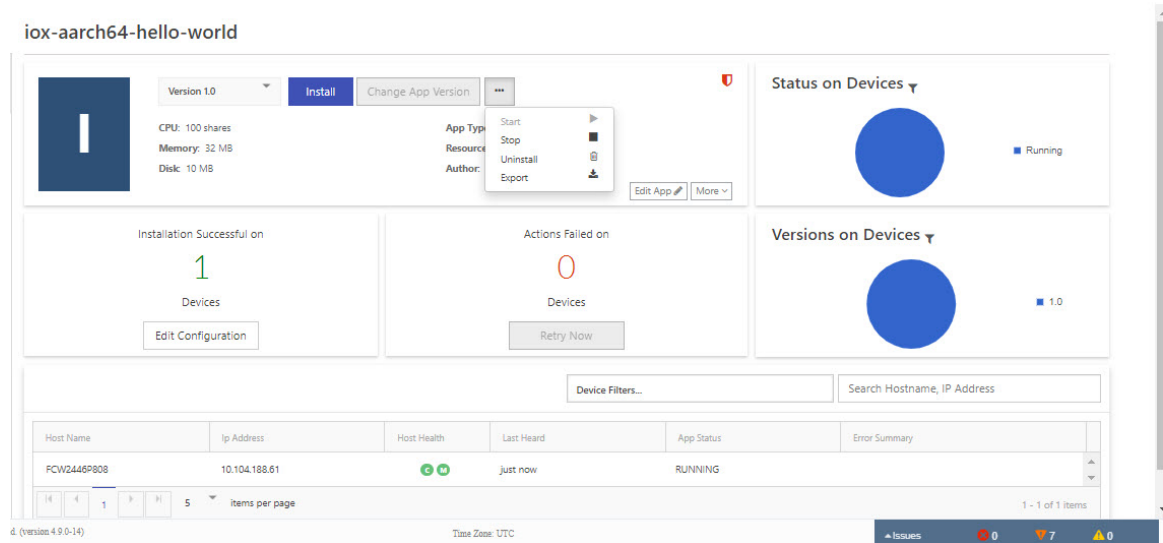 iox-aarch64-hello-world
I
Version 1.0
Install
Change App Version
...
CPU: 100 shares
Memory: 32 MB
Disk: 10 MB
App Typ
Resource
Author:
Start
Stop
Uninstall
Export
Edit App
More
Status on Devices
Running
Installation Successful on
1
Devices
Edit Configuration
Actions Failed on
0
Devices
Retry Now
Versions on Devices
1.0
Device Filters...
Search Hostname, IP Address
Host Name Ip Address Host Health Last Heard App Status Error Summary
FCW2446P808 10.104.188.61 C M just now RUNNING
1 5 items per page 1 - 1 of 1 items
d. (version 4.9.0-14) Time Zone: UTC Issues 0 7 0